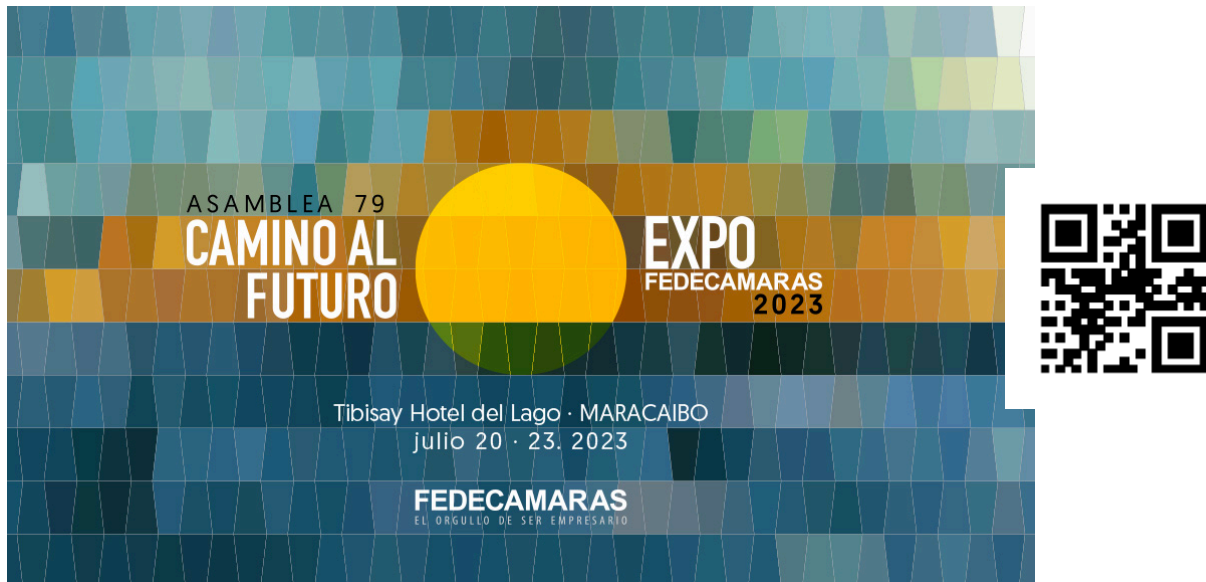 ASAMBLEA 79
CAMINO AL
FUTURO
EXPO
FEDECAMARAS
2023
Tibisay Hotel del Lago · MARACAIBO
julio 20 · 23. 2023
FEDECAMARAS
EL ORGULLO DE SER EMPRESARIO